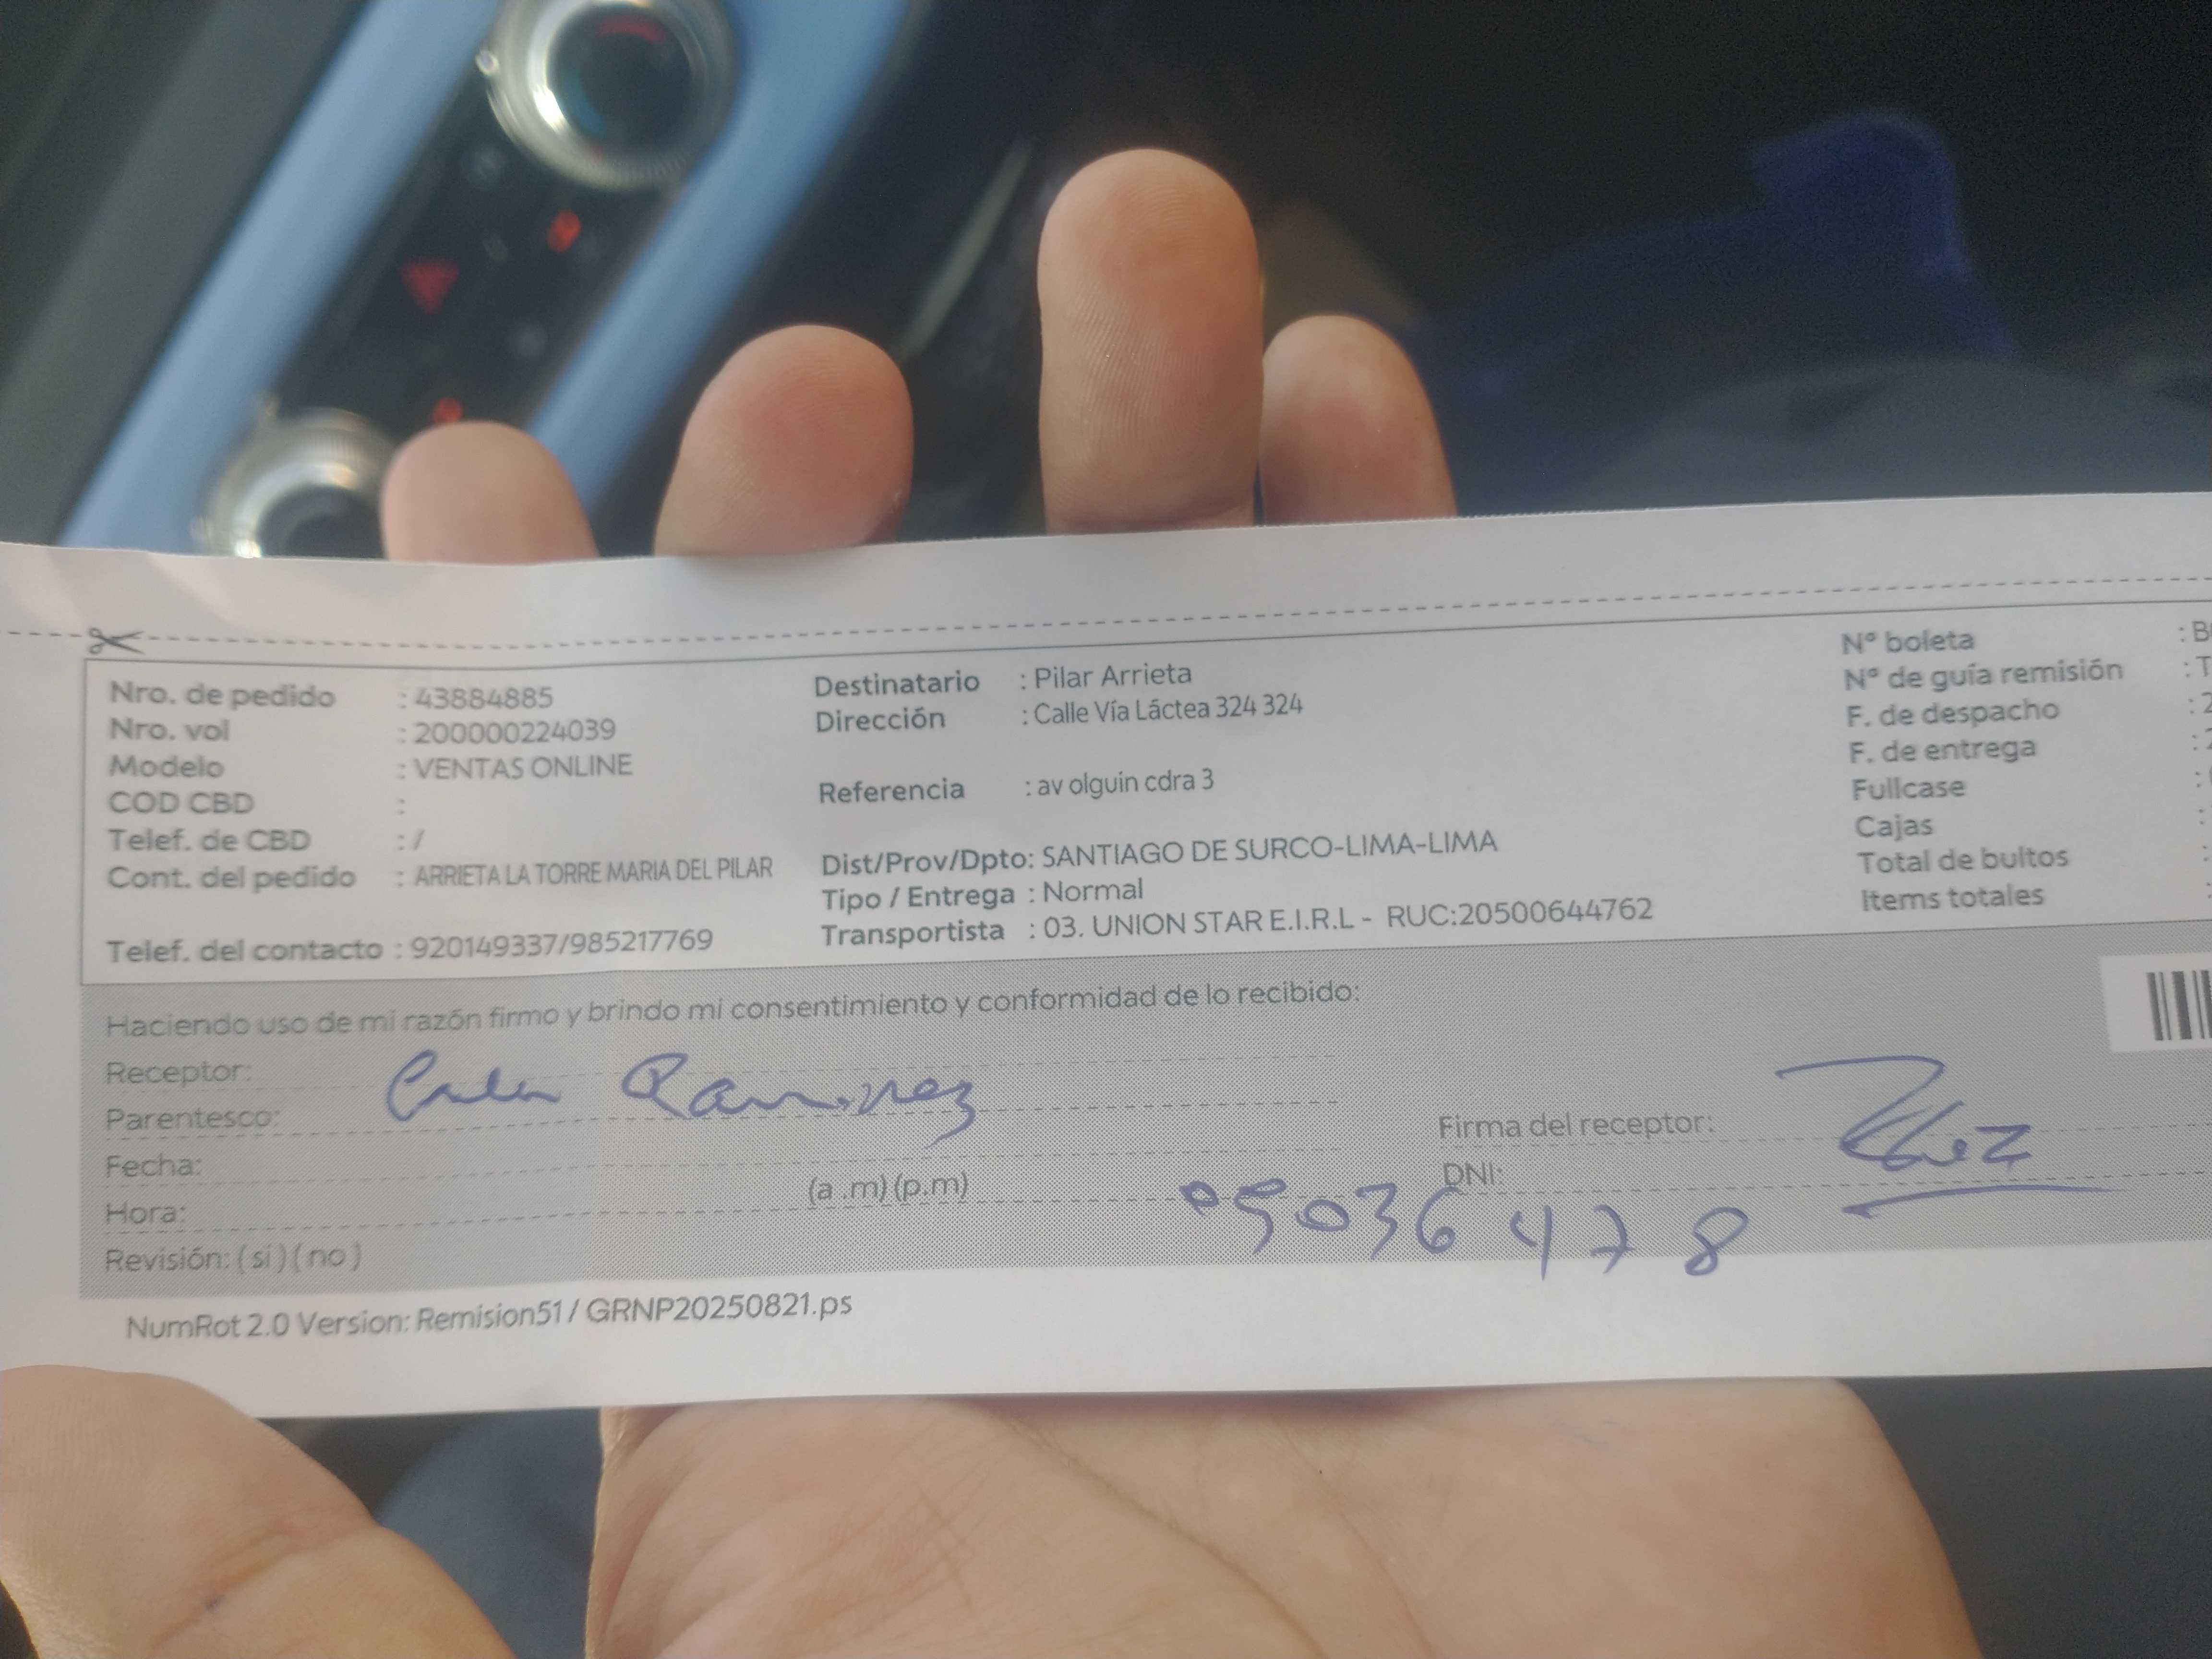 Nro. de pedido : 43884885
Nro. vol : 200000224039
Modelo : VENTAS ONLINE
COD CBD :
Telef. de CBD : /
Cont. del pedido : ARRIETA LA TORRE MARIA DEL PILAR
Telef. del contacto : 920149337/985217769
Destinatario : Pilar Arrieta
Dirección : Calle Vía Láctea 324 324
Referencia : av olguin cdra 3
Dist/Prov/Dpto: SANTIAGO DE SURCO-LIMA-LIMA
Tipo / Entrega : Normal
Transportista : 03. UNION STAR E.I.R.L - RUC:20500644762
N° boleta : B
N° de guía remisión : T
F. de despacho : 2
F. de entrega : 2
Fullcase :
Cajas :
Total de bultos :
Items totales :
Haciendo uso de mi razón firmo y brindo mi consentimiento y conformidad de lo recibido:
Receptor: Ramirez
Parentesco:
Fecha:
Hora: (a .m) (p.m)
Revisión: ( si ) ( no )
Firma del receptor:
DNI: 05036478
NumRot 2.0 Version: Remision51 / GRNP20250821.ps